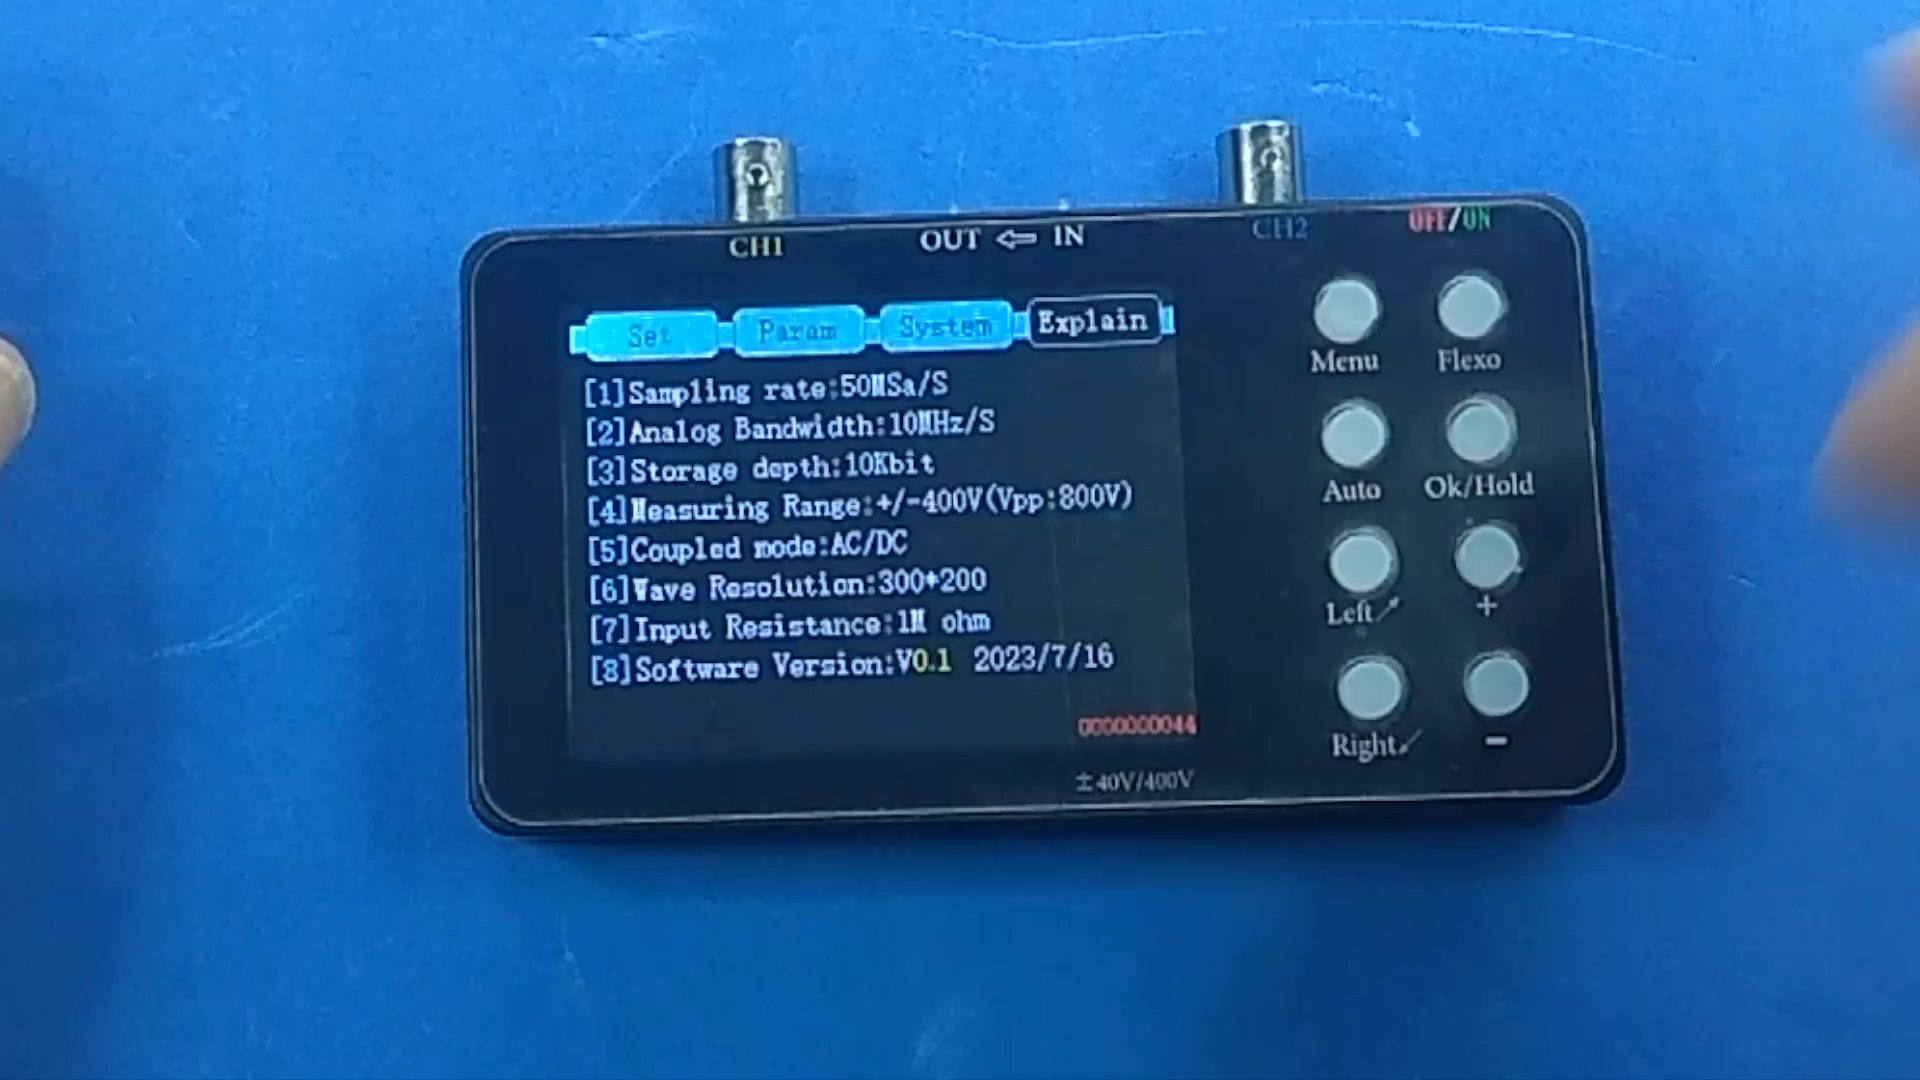 CH1 OUT ⇐ IN CH2 OFF/ON
Set Param System Explain
[1]Sampling rate:50MSa/S
[2]Analog Bandwidth:10MHz/S
[3]Storage depth:10Kbit
[4]Measuring Range:+/-400V(Vpp:800V)
[5]Coupled mode:AC/DC
[6]Wave Resolution:300*200
[7]Input Resistance:1M ohm
[8]Software Version:V0.1 2023/7/16
0000000044
±40V/400V
Menu Flexo
Auto Ok/Hold
Left↗ +
Right↙ −